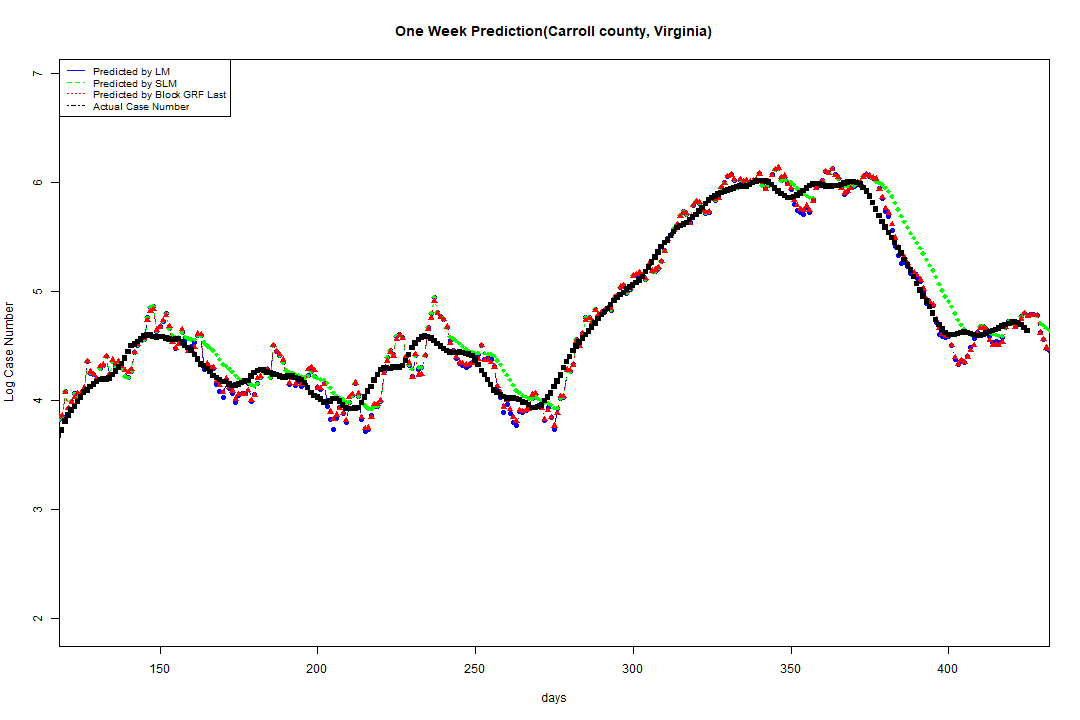 One Week Prediction(Carroll county, Virginia)
Predicted by LM
Predicted by SLM
Predicted by Block GRF Last
Actual Case Number
7
6
5
4
3
2
Log Case Number
150 200 250 300 350 400
days